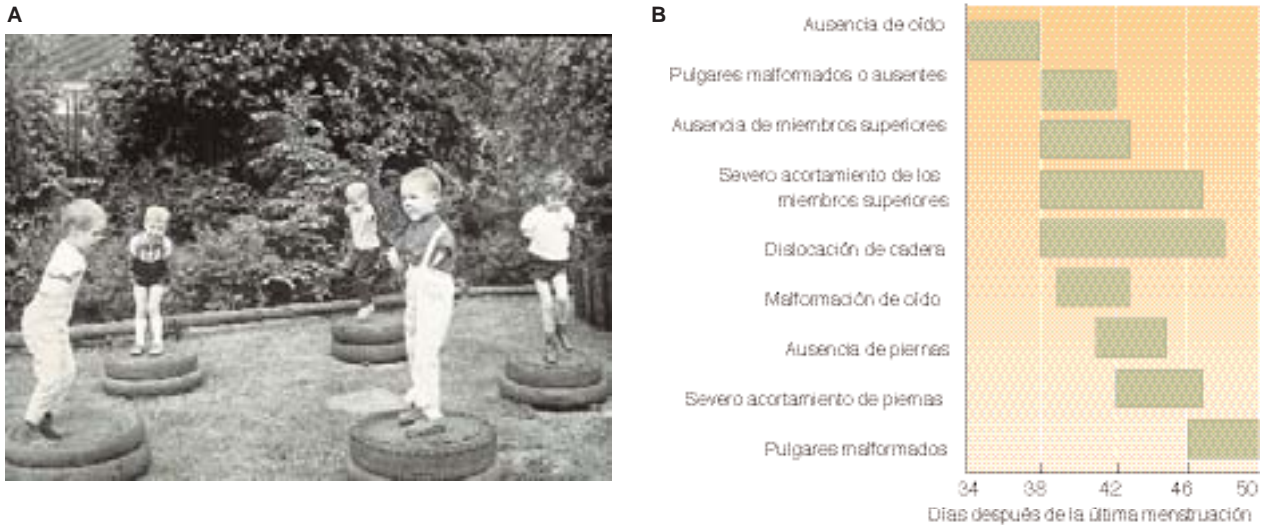 A
B
Ausencia de oído
Pulgares malformados o ausentes
Ausencia de miembros superiores
Severo acortamiento de los
miembros superiores
Dislocación de cadera
Malformación de oído
Ausencia de piernas
Severo acortamiento de piernas
Pulgares malformados
34 38 42 46 50
Días después de la última menstruación